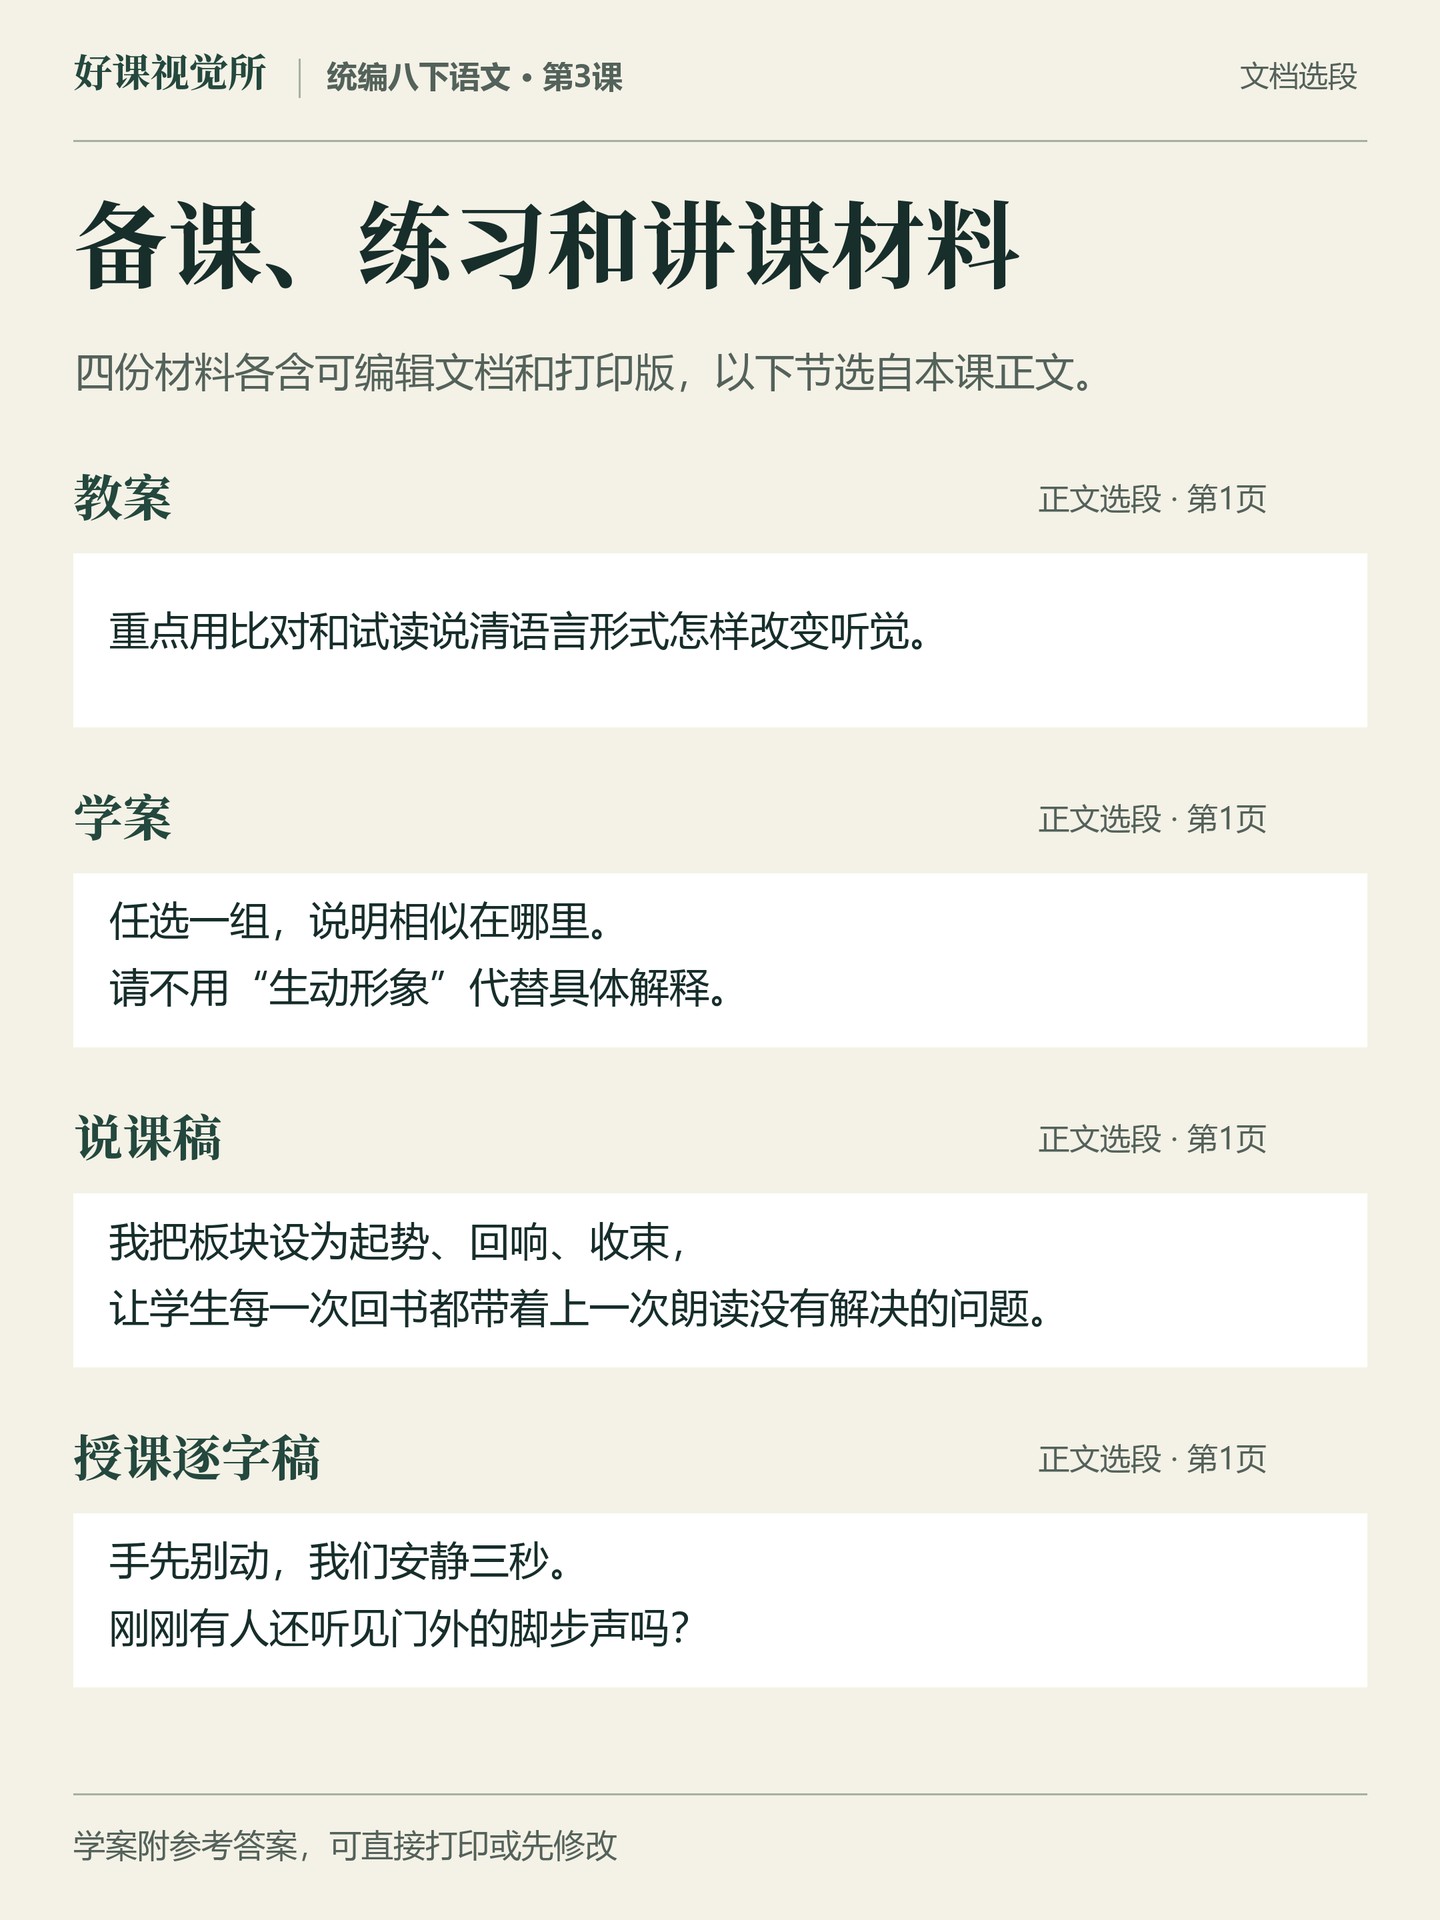 好课视觉所 | 统编八下语文·第3课
文档选段
备课、练习和讲课材料
四份材料各含可编辑文档和打印版，以下节选自本课正文。
教案
正文选段·第1页
重点用比对和试读说清语言形式怎样改变听觉。
学案
正文选段·第1页
任选一组，说明相似在哪里。
请不用“生动形象”代替具体解释。
说课稿
正文选段·第1页
我把板块设为起势、回响、收束，
让学生每一次回书都带着上一次朗读没有解决的问题。
授课逐字稿
正文选段·第1页
手先别动，我们安静三秒。
刚刚有人还听见门外的脚步声吗？
学案附参考答案，可直接打印或先修改